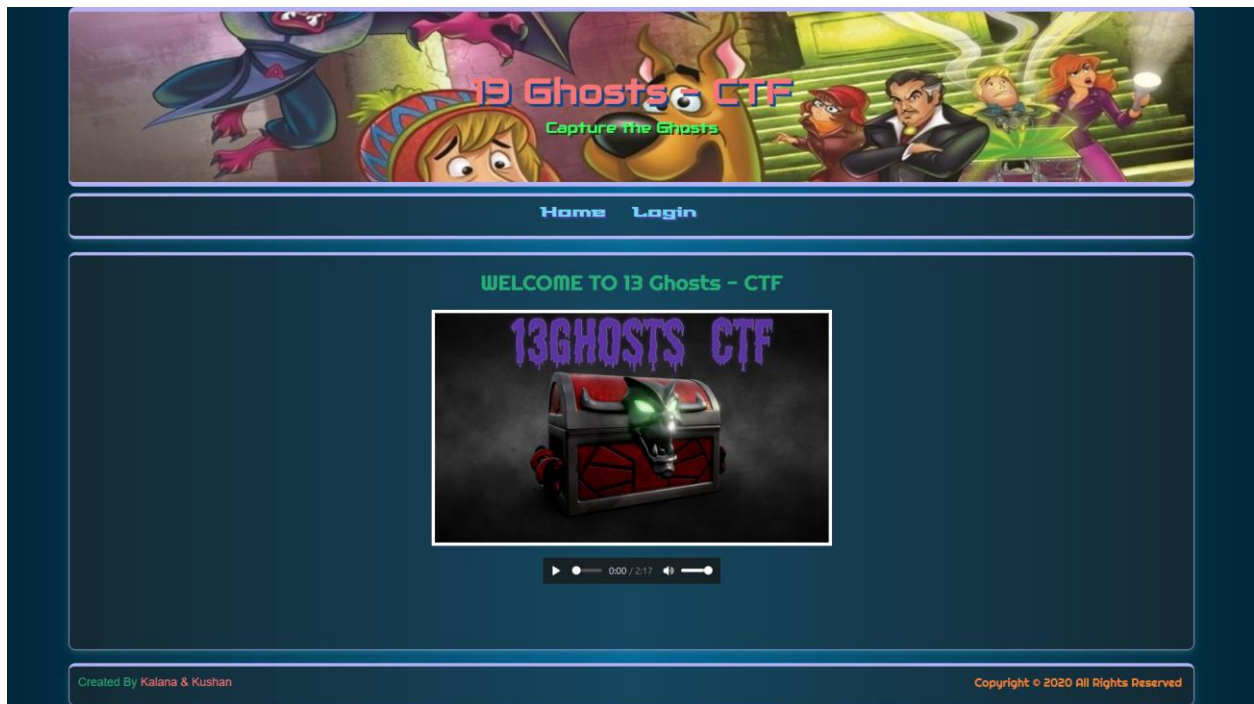 13 Ghosts - CTF
Capture the Ghosts
Home Login
WELCOME TO 13 Ghosts - CTF
13GHOSTS CTF
0:00 / 2:17
Created By Kalana & Kushan
Copyright © 2020 All Rights Reserved